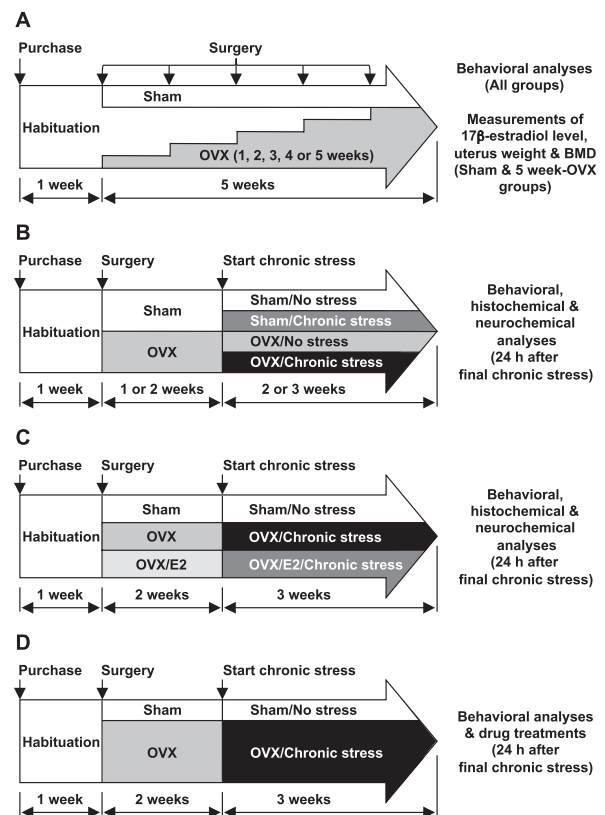 A
Purchase
Surgery
Sham
Habituation
OVX (1, 2, 3, 4 or 5 weeks)
1 week
5 weeks
Behavioral analyses
(All groups)
Measurements of
17β-estradiol level,
uterus weight & BMD
(Sham & 5 week-OVX
groups)
B
Purchase
Surgery
Start chronic stress
Habituation
Sham
OVX
Sham/No stress
Sham/Chronic stress
OVX/No stress
OVX/Chronic stress
1 week
1 or 2 weeks
2 or 3 weeks
Behavioral,
histochemical &
neurochemical
analyses
(24 h after
final chronic stress)
C
Purchase
Surgery
Start chronic stress
Habituation
Sham
OVX
OVX/E2
Sham/No stress
OVX/Chronic stress
OVX/E2/Chronic stress
1 week
2 weeks
3 weeks
Behavioral,
histochemical &
neurochemical
analyses
(24 h after
final chronic stress)
D
Purchase
Surgery
Start chronic stress
Habituation
Sham
OVX
Sham/No stress
OVX/Chronic stress
1 week
2 weeks
3 weeks
Behavioral analyses
& drug treatments
(24 h after
final chronic stress)